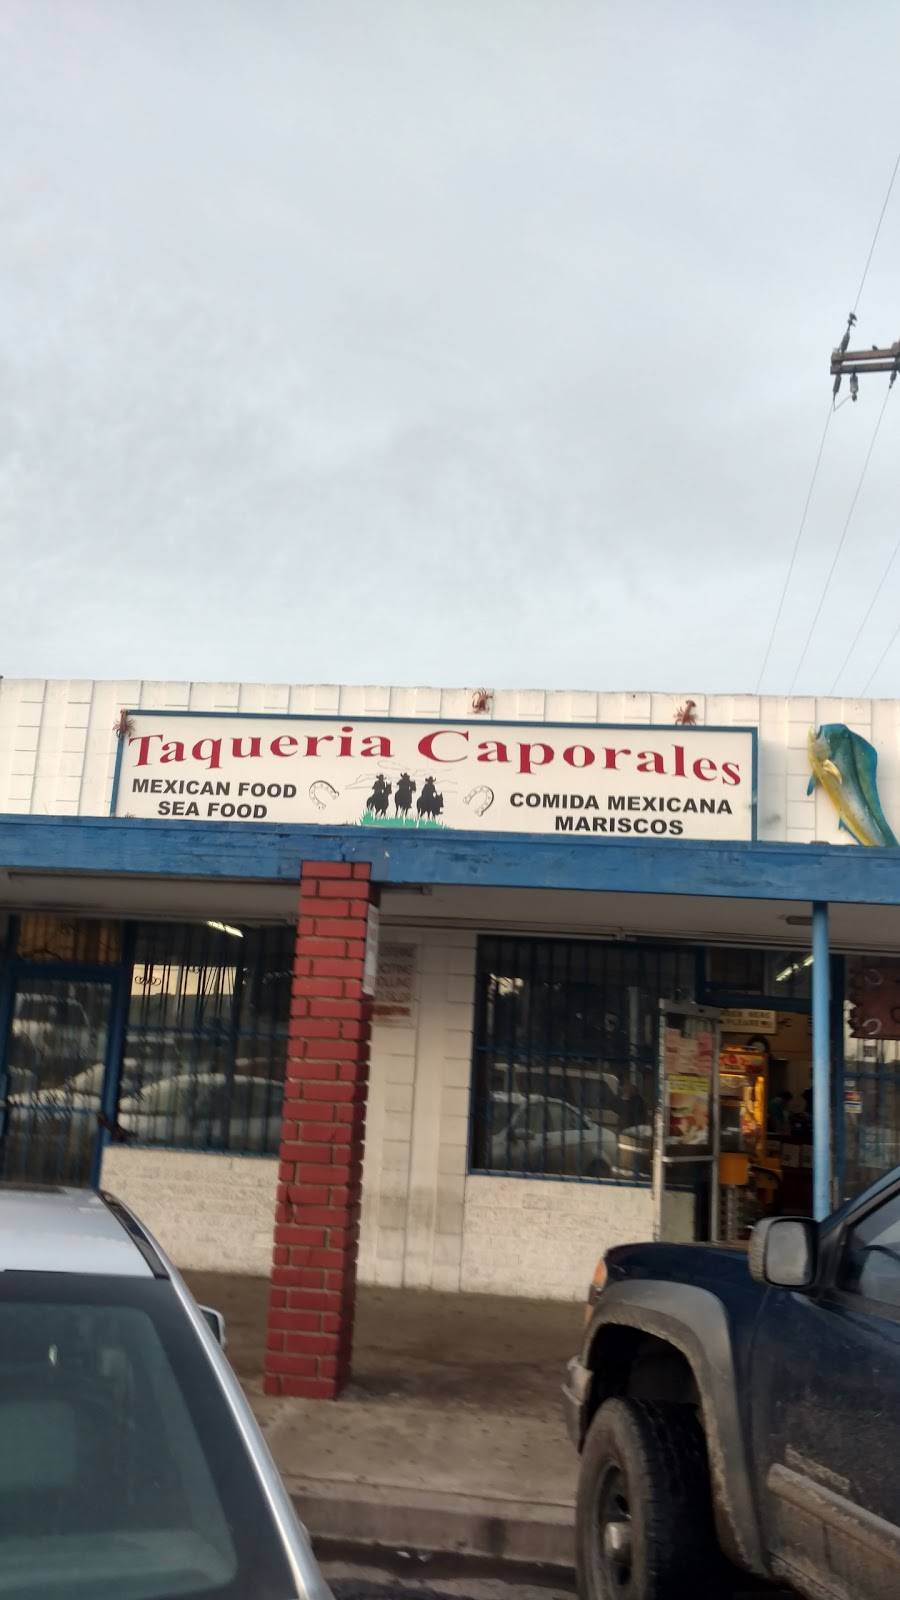 Taqueria Caporales
MEXICAN FOOD
SEA FOOD
COMIDA MEXICANA
MARISCOS